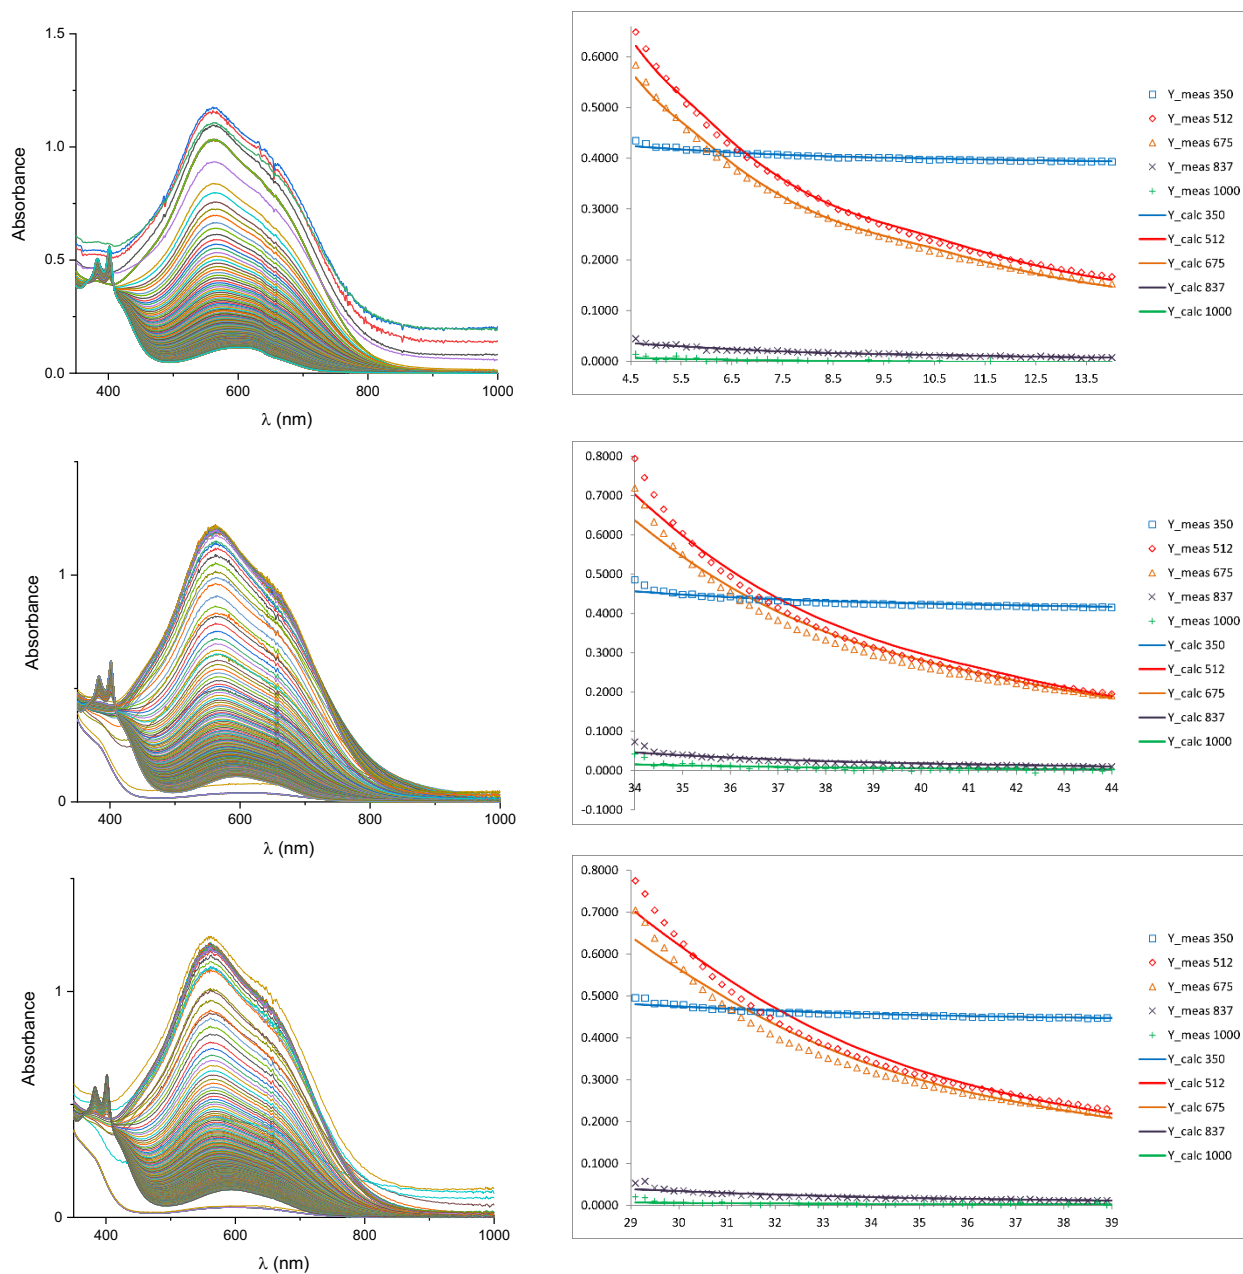 1.5
1.0
0.5
0.0
Absorbance
400
600
800
1000
λ (nm)
0.6000
0.5000
0.4000
0.3000
0.2000
0.1000
0.0000
4.5
5.5
6.5
7.5
8.5
9.5
10.5
11.5
12.5
13.5
Y_meas 350
Y_meas 512
Y_meas 675
Y_meas 837
Y_meas 1000
Y_calc 350
Y_calc 512
Y_calc 675
Y_calc 837
Y_calc 1000
1
0
Absorbance
400
600
800
1000
λ (nm)
0.8000
0.7000
0.6000
0.5000
0.4000
0.3000
0.2000
0.1000
0.0000
-0.1000
34
35
36
37
38
39
40
41
42
43
44
Y_meas 350
Y_meas 512
Y_meas 675
Y_meas 837
Y_meas 1000
Y_calc 350
Y_calc 512
Y_calc 675
Y_calc 837
Y_calc 1000
1
0
Absorbance
400
600
800
1000
λ (nm)
0.8000
0.7000
0.6000
0.5000
0.4000
0.3000
0.2000
0.1000
0.0000
29
30
31
32
33
34
35
36
37
38
39
Y_meas 350
Y_meas 512
Y_meas 675
Y_meas 837
Y_meas 1000
Y_calc 350
Y_calc 512
Y_calc 675
Y_calc 837
Y_calc 1000